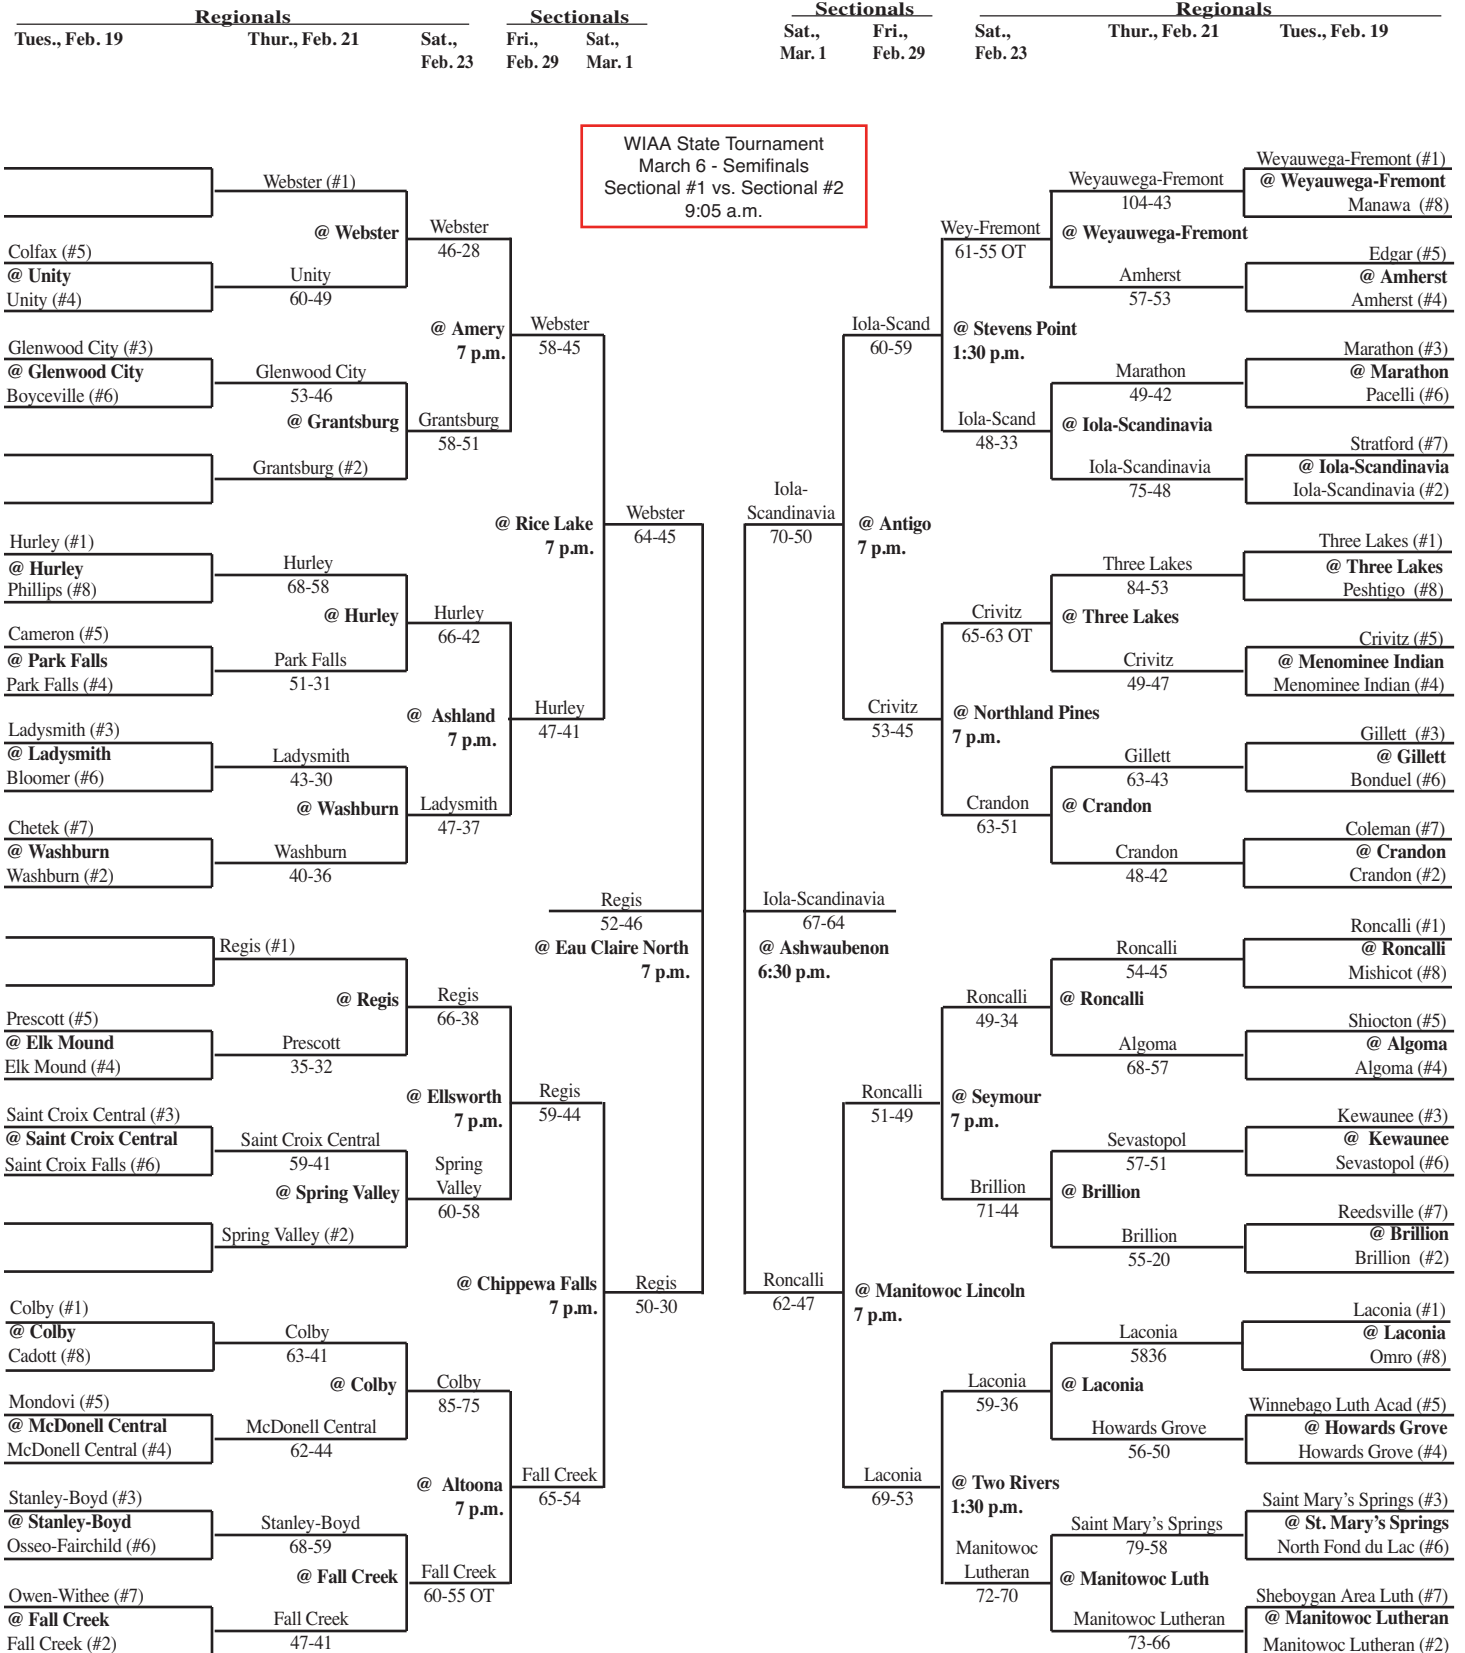 Regionals
Sectionals
Sectionals
Regionals
Tues., Feb. 19
Thur., Feb. 21
Sat.,
Feb. 23
Fri.,
Feb. 29
Sat.,
Mar. 1
Sat.,
Mar. 1
Fri.,
Feb. 29
Sat.,
Feb. 23
Thur., Feb. 21
Tues., Feb. 19
WIAA State Tournament
March 6 - Semifinals
Sectional #1 vs. Sectional #2
9:05 a.m.
Webster (#1)
@ Webster
Webster
46-28
Colfax (#5)
@ Unity
Unity (#4)
Unity
60-49
@ Amery
7 p.m.
Webster
58-45
Glenwood City (#3)
@ Glenwood City
Boyceville (#6)
Glenwood City
53-46
@ Grantsburg
Grantsburg
58-51
Grantsburg (#2)
@ Rice Lake
7 p.m.
Webster
64-45
Hurley (#1)
@ Hurley
Phillips (#8)
Hurley
68-58
@ Hurley
Hurley
66-42
Cameron (#5)
@ Park Falls
Park Falls (#4)
Park Falls
51-31
@ Ashland
7 p.m.
Hurley
47-41
Ladysmith (#3)
@ Ladysmith
Bloomer (#6)
Ladysmith
43-30
@ Washburn
Ladysmith
47-37
Chetek (#7)
@ Washburn
Washburn (#2)
Washburn
40-36
Regis
52-46
@ Eau Claire North
7 p.m.
Regis (#1)
@ Regis
Regis
66-38
Prescott (#5)
@ Elk Mound
Elk Mound (#4)
Prescott
35-32
@ Ellsworth
7 p.m.
Regis
59-44
Saint Croix Central (#3)
@ Saint Croix Central
Saint Croix Falls (#6)
Saint Croix Central
59-41
@ Spring Valley
Spring
Valley
60-58
Spring Valley (#2)
@ Chippewa Falls
7 p.m.
Regis
50-30
Colby (#1)
@ Colby
Cadott (#8)
Colby
63-41
@ Colby
Colby
85-75
Mondovi (#5)
@ McDonell Central
McDonell Central (#4)
McDonell Central
62-44
@ Altoona
7 p.m.
Fall Creek
65-54
Stanley-Boyd (#3)
@ Stanley-Boyd
Osseo-Fairchild (#6)
Stanley-Boyd
68-59
@ Fall Creek
Fall Creek
60-55 OT
Owen-Withee (#7)
@ Fall Creek
Fall Creek (#2)
Fall Creek
47-41
Weyauwega-Fremont (#1)
@ Weyauwega-Fremont
Manawa (#8)
Weyauwega-Fremont
104-43
Wey-Fremont
61-55 OT
@ Weyauwega-Fremont
Edgar (#5)
@ Amherst
Amherst (#4)
Amherst
57-53
Iola-Scand
60-59
@ Stevens Point
1:30 p.m.
Marathon (#3)
@ Marathon
Pacelli (#6)
Marathon
49-42
Iola-Scand
48-33
@ Iola-Scandinavia
Stratford (#7)
@ Iola-Scandinavia
Iola-Scandinavia (#2)
Iola-Scandinavia
75-48
Iola-
Scandinavia
70-50
@ Antigo
7 p.m.
Three Lakes (#1)
@ Three Lakes
Peshtigo (#8)
Three Lakes
84-53
Crivitz
65-63 OT
@ Three Lakes
Crivitz (#5)
@ Menominee Indian
Menominee Indian (#4)
Crivitz
49-47
Crivitz
53-45
@ Northland Pines
7 p.m.
Gillett (#3)
@ Gillett
Bonduel (#6)
Gillett
63-43
Crandon
63-51
@ Crandon
Coleman (#7)
@ Crandon
Crandon (#2)
Crandon
48-42
Iola-Scandinavia
67-64
@ Ashwaubenon
6:30 p.m.
Roncalli (#1)
@ Roncalli
Mishicot (#8)
Roncalli
54-45
Roncalli
49-34
@ Roncalli
Shiocton (#5)
@ Algoma
Algoma (#4)
Algoma
68-57
Roncalli
51-49
@ Seymour
7 p.m.
Kewaunee (#3)
@ Kewaunee
Sevastopol (#6)
Sevastopol
57-51
Brillion
71-44
@ Brillion
Reedsville (#7)
@ Brillion
Brillion (#2)
Brillion
55-20
Roncalli
62-47
@ Manitowoc Lincoln
7 p.m.
Laconia (#1)
@ Laconia
Omro (#8)
Laconia
5836
Laconia
59-36
@ Laconia
Winnebago Luth Acad (#5)
@ Howards Grove
Howards Grove (#4)
Howards Grove
56-50
Laconia
69-53
@ Two Rivers
1:30 p.m.
Saint Mary's Springs (#3)
@ St. Mary's Springs
North Fond du Lac (#6)
Saint Mary's Springs
79-58
Manitowoc
Lutheran
72-70
@ Manitowoc Luth
Sheboygan Area Luth (#7)
@ Manitowoc Lutheran
Manitowoc Lutheran (#2)
Manitowoc Lutheran
73-66